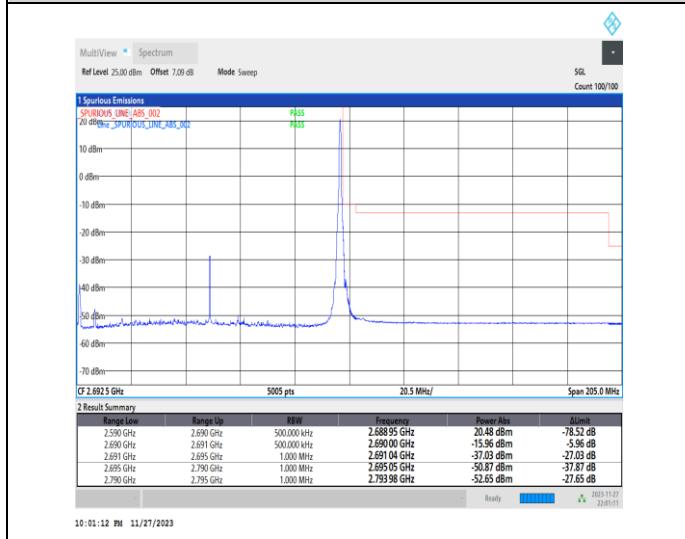 MultiView Spectrum
Ref Level 25.00 dBm Offset 7.09 dB Mode Sweep SGL
Count 100/100
1 Spurious Emissions
SPURIOUS_LINE_ABS_002 PASS
20 dBm Line _SPURIOUS_LINE_ABS_002 PASS
10 dBm
0 dBm
-10 dBm
-20 dBm
-30 dBm
-40 dBm
-50 dBm
-60 dBm
-70 dBm
CF 2.692 5 GHz 5005 pts 20.5 MHz/ Span 205.0 MHz
2 Result Summary
Range Low Range Up RBW Frequency Power Abs ΔLimit
2.590 GHz 2.690 GHz 500.000 kHz 2.688 95 GHz 20.48 dBm -78.52 dB
2.690 GHz 2.691 GHz 500.000 kHz 2.690 00 GHz -15.96 dBm -5.96 dB
2.691 GHz 2.695 GHz 1.000 MHz 2.691 04 GHz -37.03 dBm -27.03 dB
2.695 GHz 2.790 GHz 1.000 MHz 2.695 05 GHz -50.87 dBm -37.87 dB
2.790 GHz 2.795 GHz 1.000 MHz 2.793 98 GHz -52.65 dBm -27.65 dB
Ready 2023-11-27
22:01:11
10:01:12 PM 11/27/2023